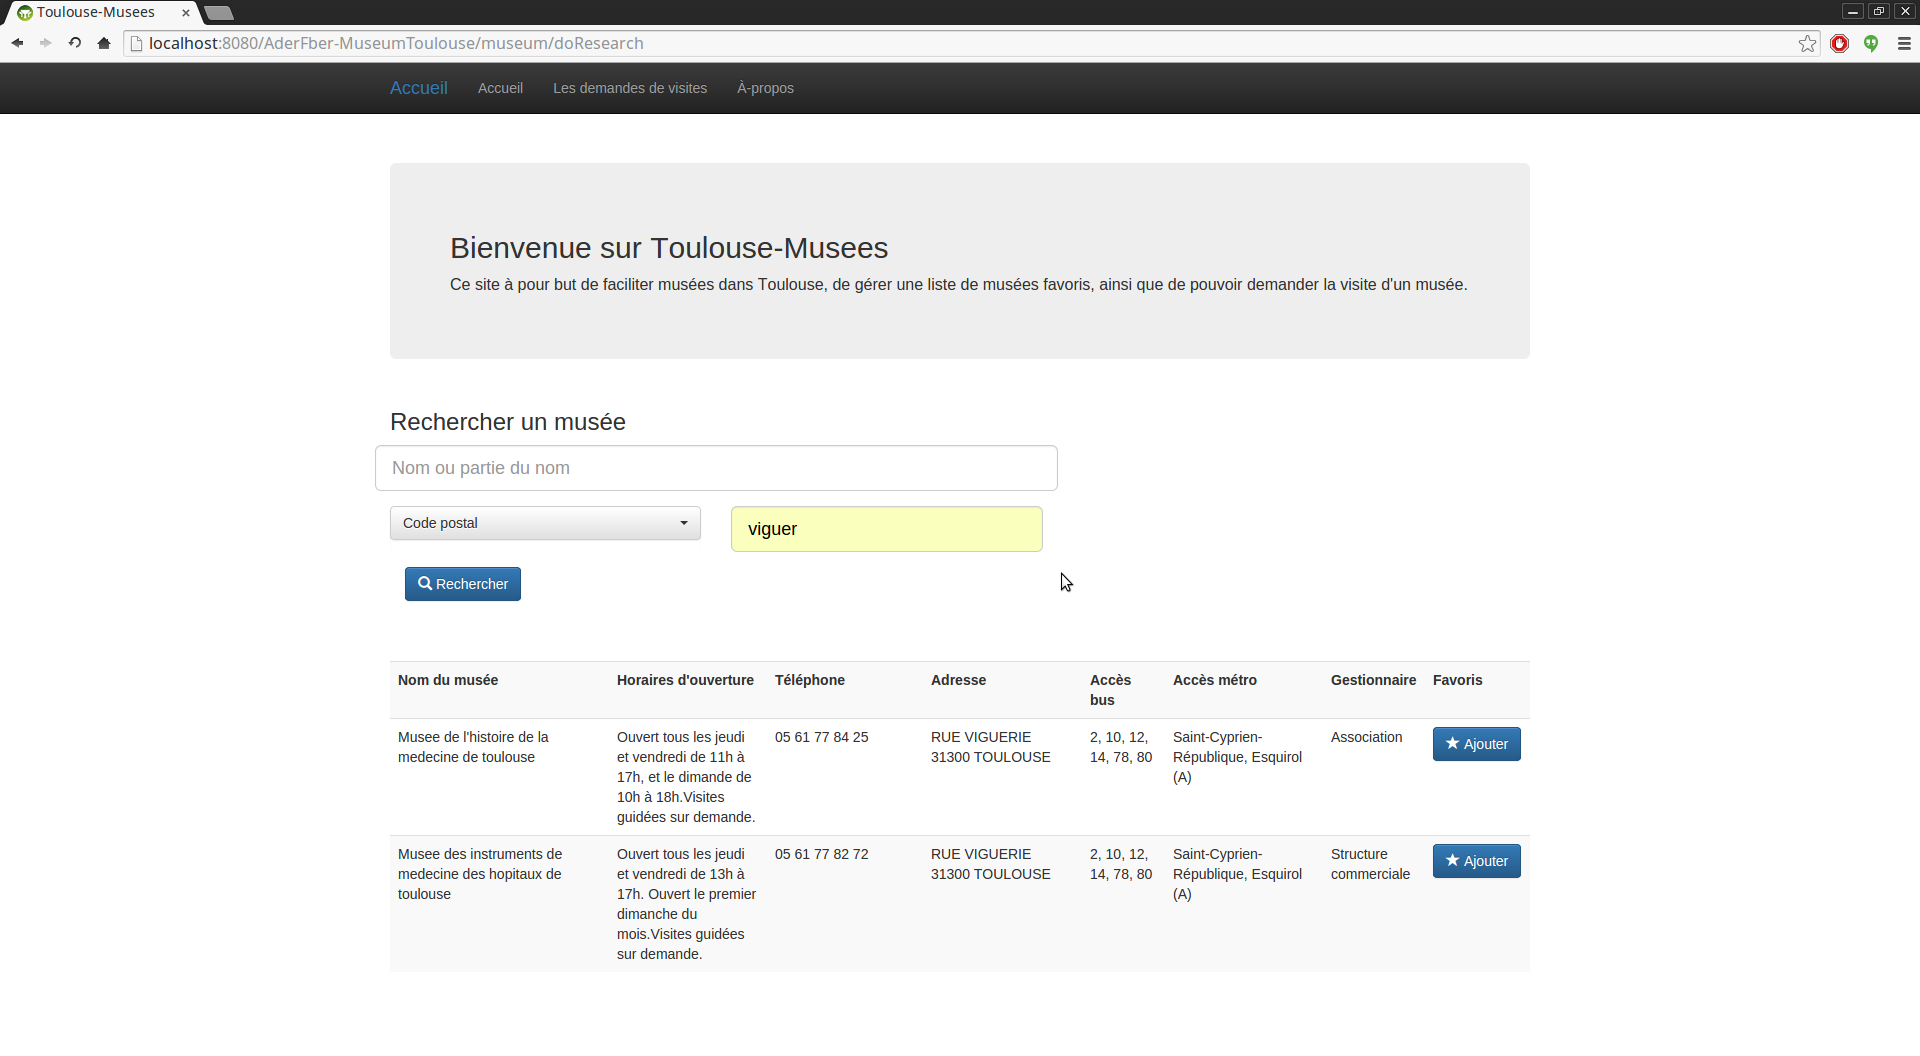 Toulouse-Musees
localhost:8080/AderFber-MuseumToulouse/museum/doResearch
Accueil Accueil Les demandes de visites À-propos
Bienvenue sur Toulouse-Musees
Ce site à pour but de faciliter musées dans Toulouse, de gérer une liste de musées favoris, ainsi que de pouvoir demander la visite d'un musée.
Rechercher un musée
Nom ou partie du nom
Code postal
viguer
Rechercher
Nom du musée
Horaires d'ouverture
Téléphone
Adresse
Accès
bus
Accès métro
Gestionnaire
Favoris
Musee de l'histoire de la
medecine de toulouse
Ouvert tous les jeudi
et vendredi de 11h à
17h, et le dimande de
10h à 18h.Visites
guidées sur demande.
05 61 77 84 25
RUE VIGUERIE
31300 TOULOUSE
2, 10, 12,
14, 78, 80
Saint-Cyprien-
République, Esquirol
(A)
Association
Ajouter
Musee des instruments de
medecine des hopitaux de
toulouse
Ouvert tous les jeudi
et vendredi de 13h à
17h. Ouvert le premier
dimanche du
mois.Visites guidées
sur demande.
05 61 77 82 72
RUE VIGUERIE
31300 TOULOUSE
2, 10, 12,
14, 78, 80
Saint-Cyprien-
République, Esquirol
(A)
Structure
commerciale
Ajouter